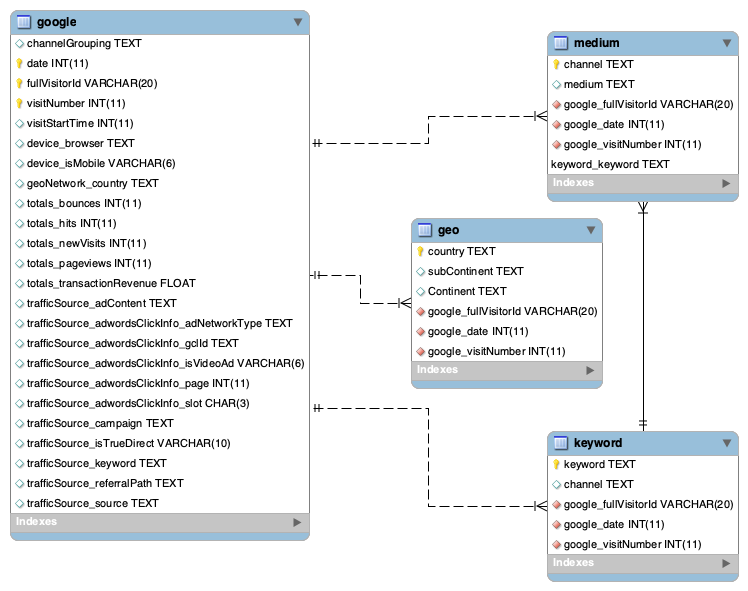 google
channelGrouping TEXT
date INT(11)
fullVisitorId VARCHAR(20)
visitNumber INT(11)
visitStartTime INT(11)
device_browser TEXT
device_isMobile VARCHAR(6)
geoNetwork_country TEXT
totals_bounces INT(11)
totals_hits INT(11)
totals_newVisits INT(11)
totals_pageviews INT(11)
totals_transactionRevenue FLOAT
trafficSource_adContent TEXT
trafficSource_adwordsClickInfo_adNetworkType TEXT
trafficSource_adwordsClickInfo_gclId TEXT
trafficSource_adwordsClickInfo_isVideoAd VARCHAR(6)
trafficSource_adwordsClickInfo_page INT(11)
trafficSource_adwordsClickInfo_slot CHAR(3)
trafficSource_campaign TEXT
trafficSource_isTrueDirect VARCHAR(10)
trafficSource_keyword TEXT
trafficSource_referralPath TEXT
trafficSource_source TEXT
Indexes
medium
channel TEXT
medium TEXT
google_fullVisitorId VARCHAR(20)
google_date INT(11)
google_visitNumber INT(11)
keyword_keyword TEXT
Indexes
geo
country TEXT
subContinent TEXT
Continent TEXT
google_fullVisitorId VARCHAR(20)
google_date INT(11)
google_visitNumber INT(11)
Indexes
keyword
keyword TEXT
channel TEXT
google_fullVisitorId VARCHAR(20)
google_date INT(11)
google_visitNumber INT(11)
Indexes